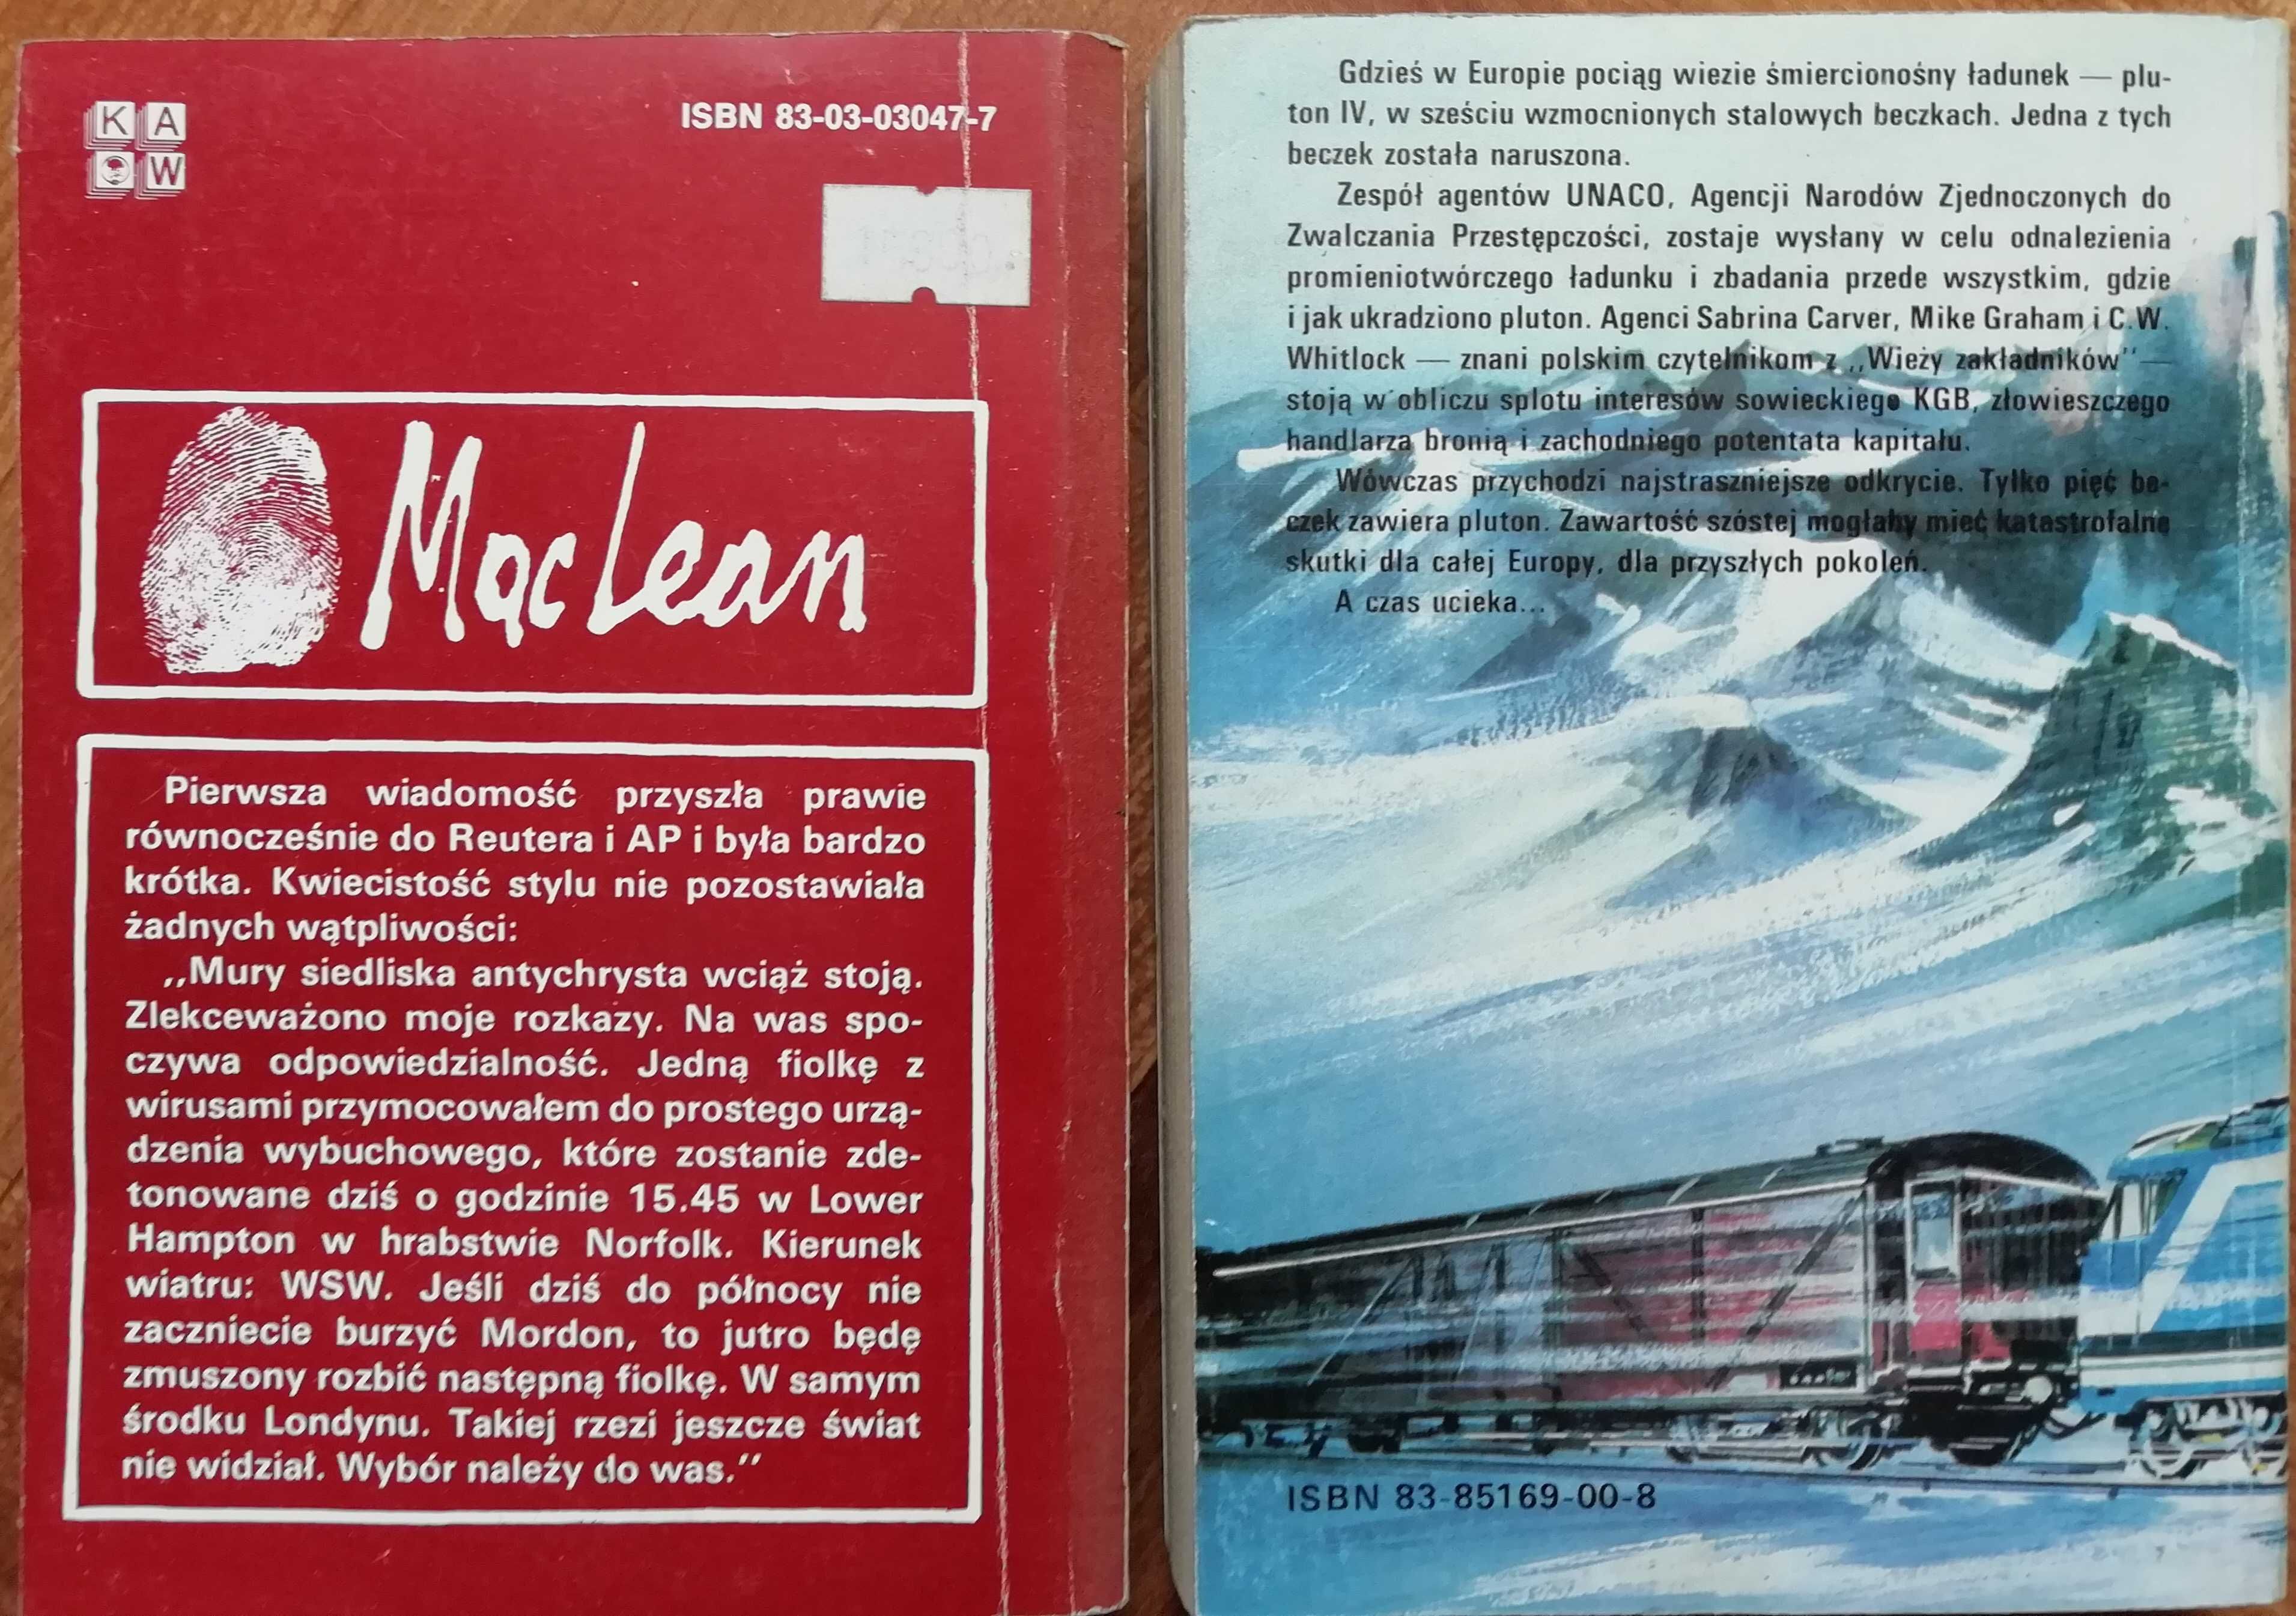 K A
W
ISBN 83-03-03047-7
MacLean
Pierwsza wiadomość przyszła prawie
równocześnie do Reutera i AP i była bardzo
krótka. Kwiecistość stylu nie pozostawiała
żadnych wątpliwości:
,,Mury siedliska antychrysta wciąż stoją.
Zlekceważono moje rozkazy. Na was spo-
czywa odpowiedzialność. Jedną fiolkę z
wirusami przymocowałem do prostego urzą-
dzenia wybuchowego, które zostanie zde-
tonowane dziś o godzinie 15.45 w Lower
Hampton w hrabstwie Norfolk. Kierunek
wiatru: WSW. Jeśli dziś do północy nie
zaczniecie burzyć Mordon, to jutro będę
zmuszony rozbić następną fiolkę. W samym
środku Londynu. Takiej rzezi jeszcze świat
nie widział. Wybór należy do was.''
Gdzieś w Europie pociąg wiezie śmiercionośny ładunek — plu-
ton IV, w sześciu wzmocnionych stalowych beczkach. Jedna z tych
beczek została naruszona.
Zespół agentów UNACO, Agencji Narodów Zjednoczonych do
Zwalczania Przestępczości, zostaje wysłany w celu odnalezienia
promieniotwórczego ładunku i zbadania przede wszystkim, gdzie
i jak ukradziono pluton. Agenci Sabrina Carver, Mike Graham i C.W.
Whitlock — znani polskim czytelnikom z ,,Wieży zakładników'' —
stoją w obliczu splotu interesów sowieckiego KGB, złowieszczego
handlarza bronią i zachodniego potentata kapitału.
Wówczas przychodzi najstraszniejsze odkrycie. Tylko pięć be-
czek zawiera pluton. Zawartość szóstej mogłaby mieć katastrofalne
skutki dla całej Europy, dla przyszłych pokoleń.
A czas ucieka...
ISBN 83-85169-00-8